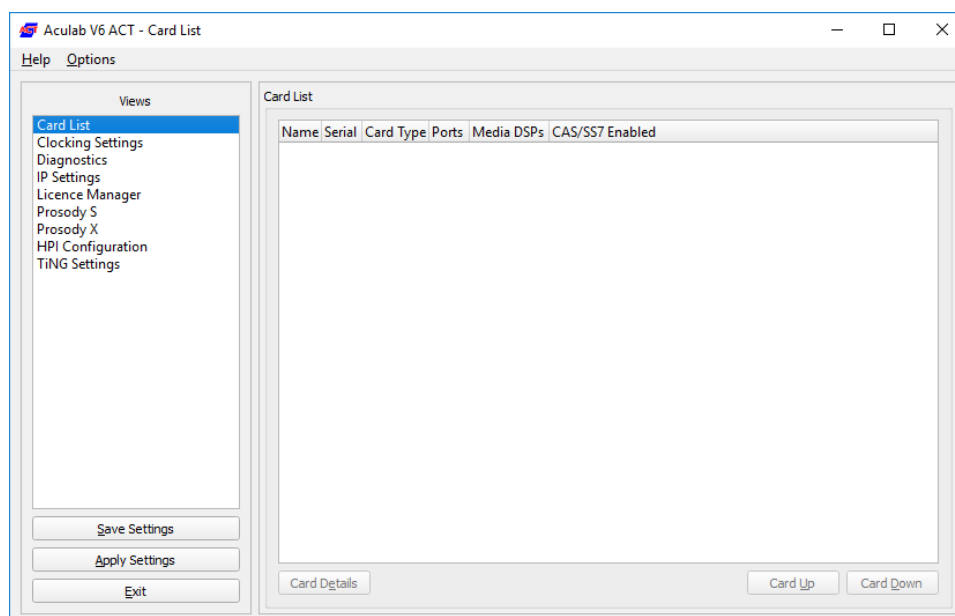 Aculab V6 ACT - Card List
Help Options
Views
Card List
Clocking Settings
Diagnostics
IP Settings
Licence Manager
Prosody S
Prosody X
HPI Configuration
TiNG Settings
Save Settings
Apply Settings
Exit
Card List
Name Serial Card Type Ports Media DSPs CAS/SS7 Enabled
Card Details Card Up Card Down